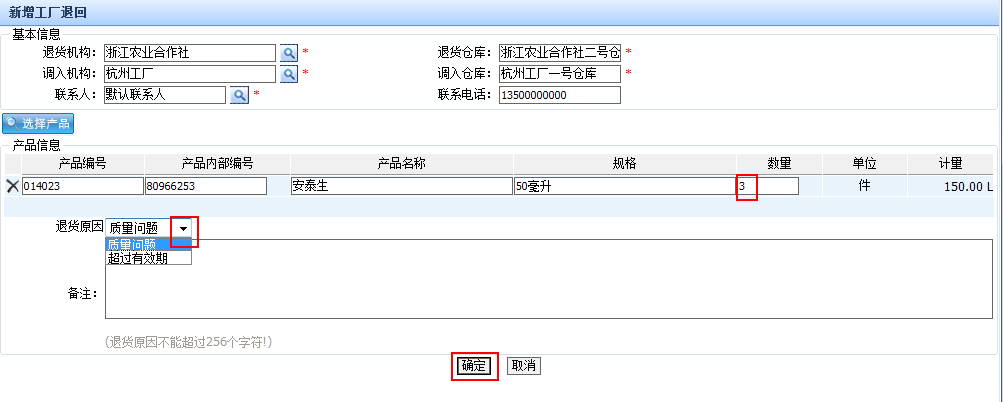 新增工厂退回
基本信息
退货机构： 浙江农业合作社 * 退货仓库： 浙江农业合作社二号仓 *
调入机构： 杭州工厂 * 调入仓库： 杭州工厂一号仓库 *
联系人： 默认联系人 * 联系电话： 13500000000
选择产品
产品信息
产品编号 产品内部编号 产品名称 规格 数量 单位 计量
014023 80966253 安泰生 50毫升 3 件 150.00 L
退货原因 质量问题
质量问题
超过有效期
备注：
(退货原因不能超过256个字符!)
确定 取消